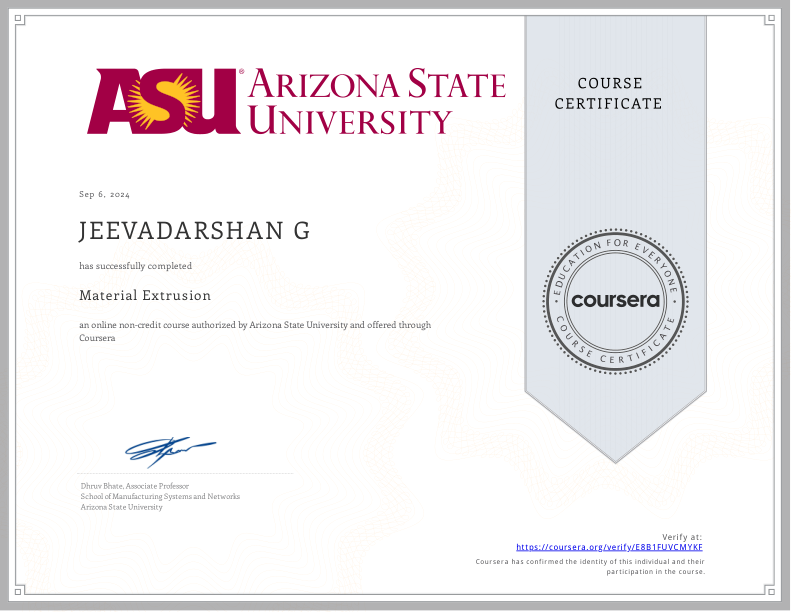 ASU® ARIZONA STATE
UNIVERSITY
COURSE
CERTIFICATE
Sep 6, 2024
JEEVADARSHAN G
has successfully completed
Material Extrusion
an online non-credit course authorized by Arizona State University and offered through
Coursera
EDUCATION FOR EVERYONE
coursera
COURSE CERTIFICATE
Dhruv Bhate, Associate Professor
School of Manufacturing Systems and Networks
Arizona State University
Verify at:
https://coursera.org/verify/E8B1FUVCMYKF
Coursera has confirmed the identity of this individual and their
participation in the course.